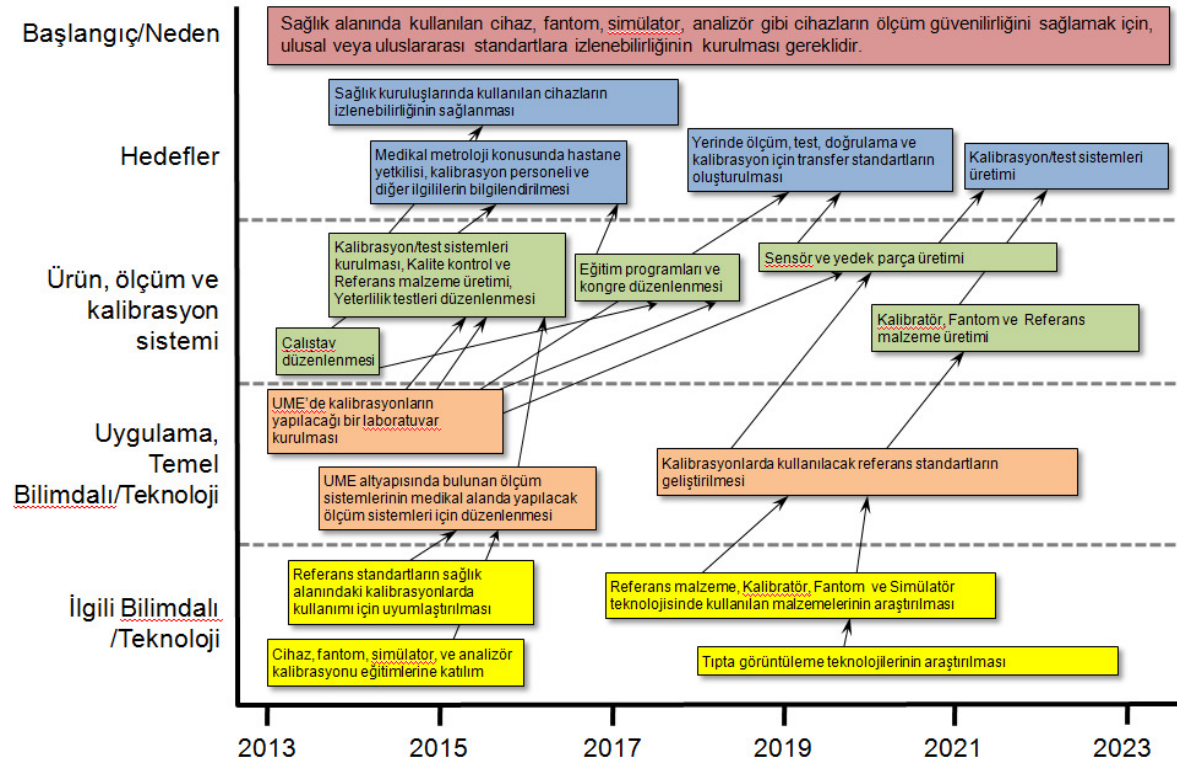 Başlangıç/Neden
Sağlık alanında kullanılan cihaz, fantom, simülator, analizör gibi cihazların ölçüm güvenilirliğini sağlamak için,
ulusal veya uluslararası standartlara izlenebilirliğinin kurulması gereklidir.
Hedefler
Sağlık kuruluşlarında kullanılan cihazların
izlenebilirliğinin sağlanması
Medikal metroloji konusunda hastane
yetkilisi, kalibrasyon personeli ve
diğer ilgililerin bilgilendirilmesi
Yerinde ölçüm, test, doğrulama ve
kalibrasyon için transfer standartların
oluşturulması
Kalibrasyon/test sistemleri
üretimi
Ürün, ölçüm ve
kalibrasyon
sistemi
Kalibrasyon/test sistemleri
kurulması, Kalite kontrol ve
Referans malzeme üretimi,
Yeterlilik testleri düzenlenmesi
Eğitim programları ve
kongre düzenlenmesi
Sensör ve yedek parça üretimi
Çalıştay
düzenlenmesi
Kalibratör, Fantom ve Referans
malzeme üretimi
Uygulama,
Temel
Bilimdalı/Teknoloji
UME'de kalibrasyonların
yapılacağı bir laboratuvar
kurulması
UME altyapısında bulunan ölçüm
sistemlerinin medikal alanda yapılacak
ölçüm sistemleri için düzenlenmesi
Kalibrasyonlarda kullanılacak referans standartların
geliştirilmesi
İlgili Bilimdalı
/Teknoloji
Referans standartların sağlık
alanındaki kalibrasyonlarda
kullanımı için uyumlaştırılması
Referans malzeme, Kalibratör, Fantom ve Simülatör
teknolojisinde kullanılan malzemelerinin araştırılması
Cihaz, fantom, simülator, ve analizör
kalibrasyonu eğitimlerine katılım
Tıpta görüntüleme teknolojilerinin araştırılması
2013 2015 2017 2019 2021 2023